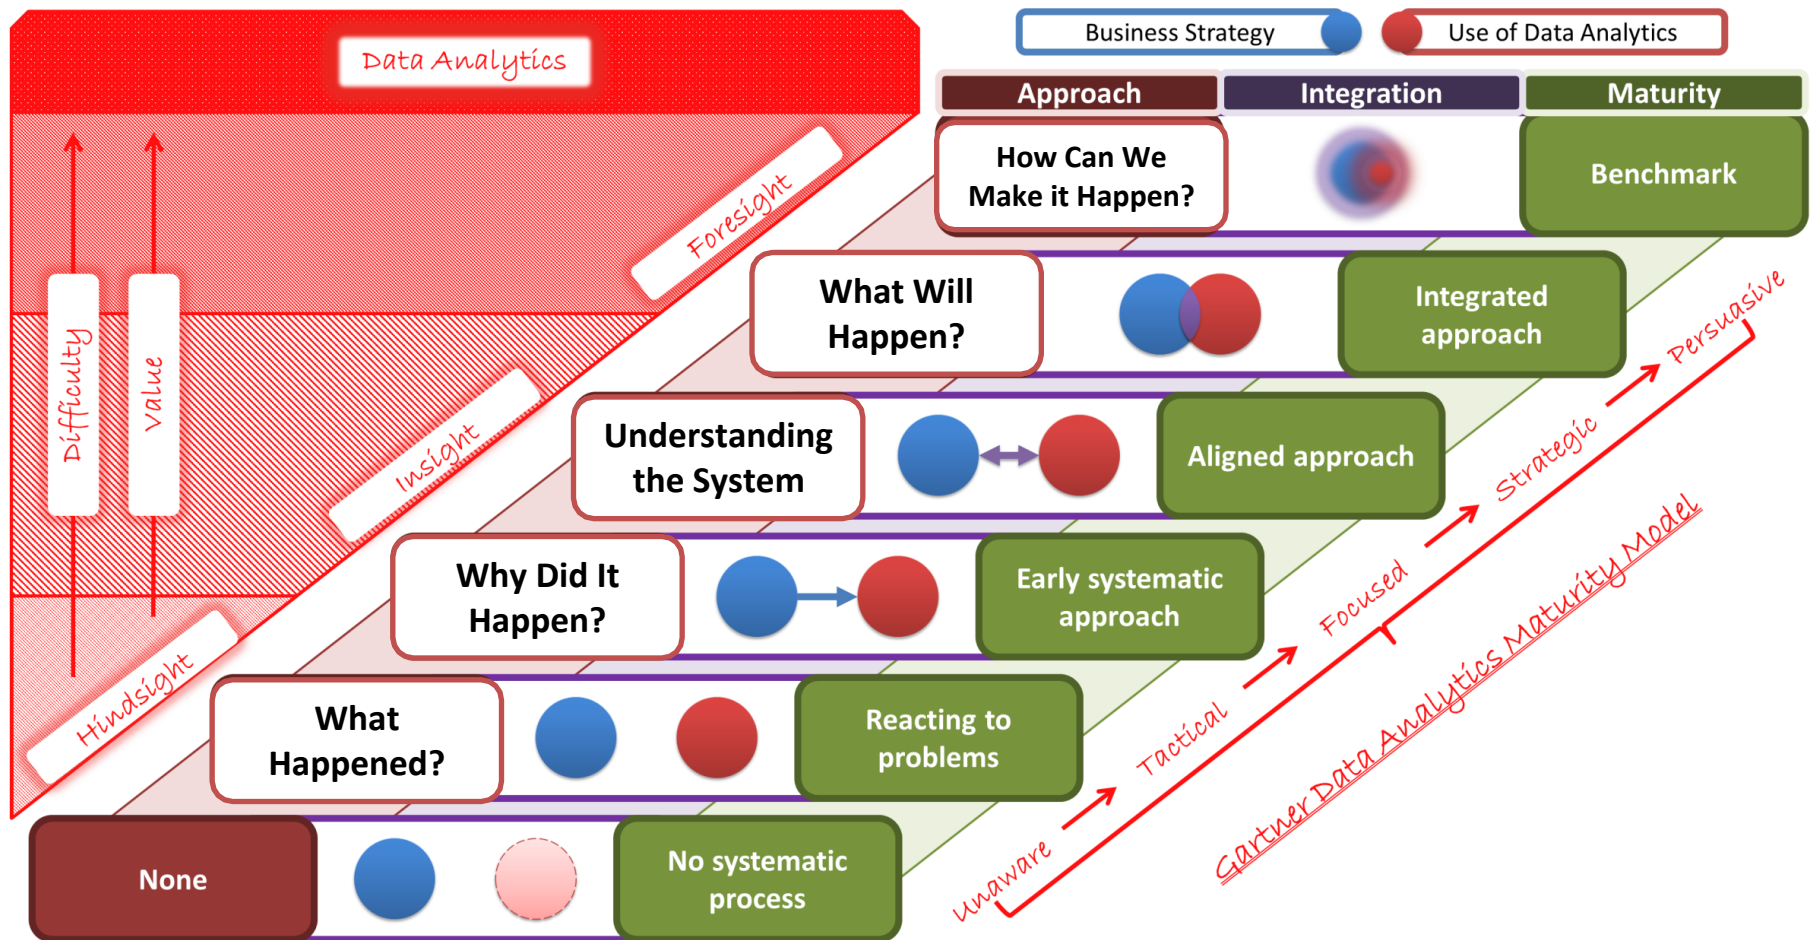 Data Analytics
Business Strategy
Use of Data Analytics
Approach
Integration
Maturity
How Can We
Make it Happen?
Benchmark
What Will
Happen?
Integrated
approach
Understanding
the System
Aligned approach
Why Did It
Happen?
Early systematic
approach
What
Happened?
Reacting to
problems
None
No systematic
process
Difficulty
Value
Hindsight
Insight
Foresight
Unaware
Tactical
Focused
Strategic
Persuasive
Gartner Data Analytics Maturity Model